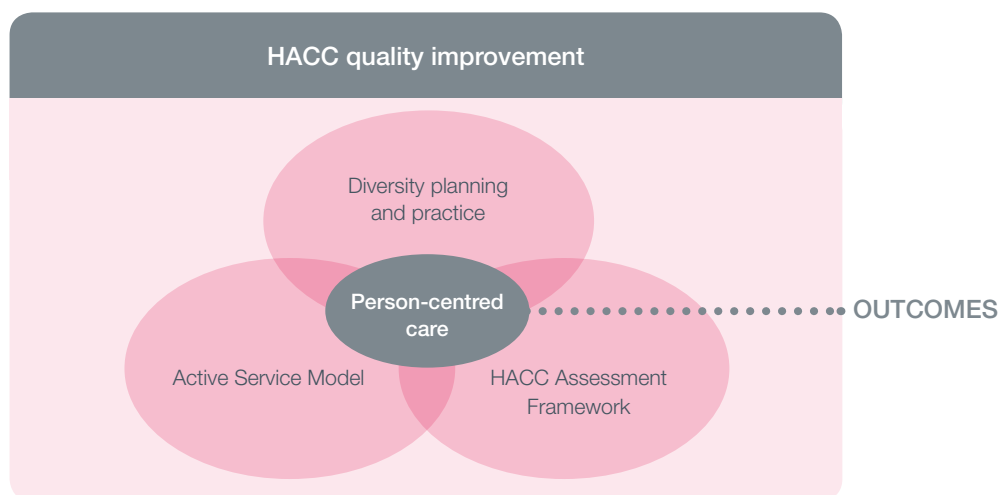 HACC quality improvement
Diversity planning
and practice
Person-centred
care
OUTCOMES
Active Service Model
HACC Assessment
Framework